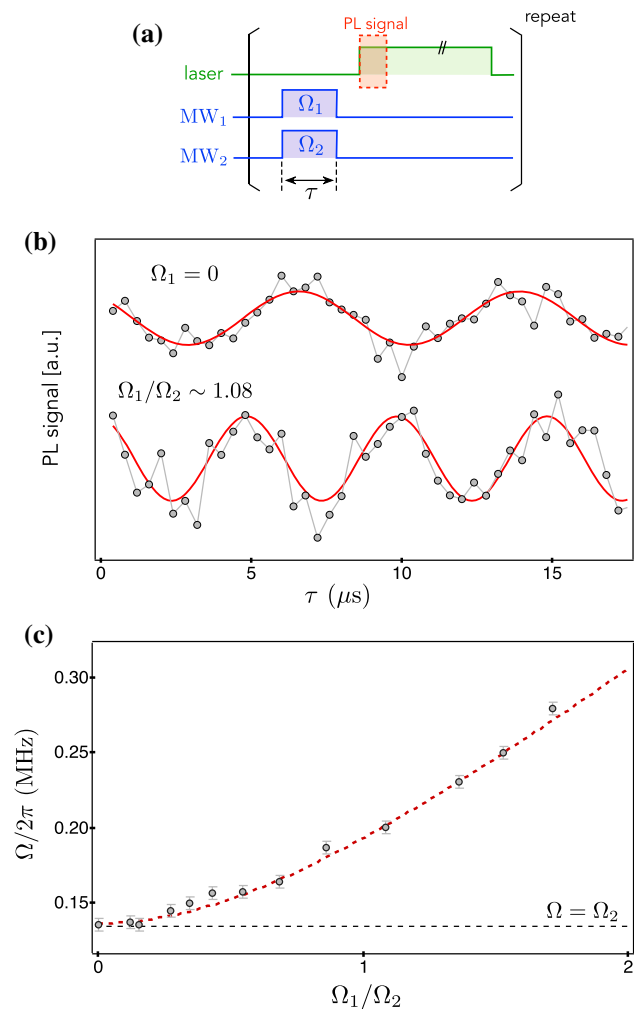 (a)
PL signal
repeat
laser
//
MW₁ Ω₁
MW₂ Ω₂
τ
(b)
Ω₁ = 0
Ω₁/Ω₂ ∼ 1.08
PL signal [a.u.]
0 5 10 15
τ (μs)
(c)
0.30
0.25
0.20
0.15
Ω/2π (MHz)
Ω = Ω₂
0 1 2
Ω₁/Ω₂